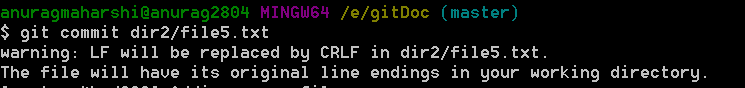 anuragmaharshi@anurag2804 MINGW64 /e/gitDoc (master)
$ git commit dir2/file5.txt
warning: LF will be replaced by CRLF in dir2/file5.txt.
The file will have its original line endings in your working directory.